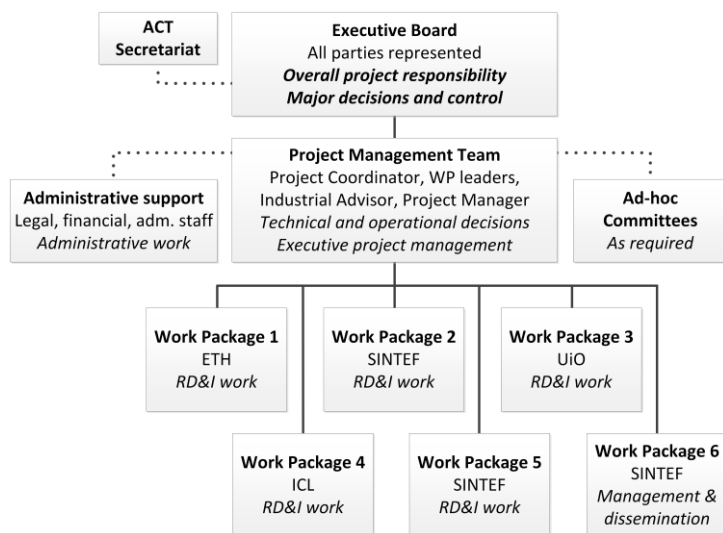 ACT
Secretariat
Executive Board
All parties represented
Overall project responsibility
Major decisions and control
Project Management Team
Project Coordinator, WP leaders,
Industrial Advisor, Project Manager
Technical and operational decisions
Executive project management
Administrative support
Legal, financial, adm. staff
Administrative work
Ad-hoc
Committees
As required
Work Package 1
ETH
RD&I work
Work Package 2
SINTEF
RD&I work
Work Package 3
UiO
RD&I work
Work Package 4
ICL
RD&I work
Work Package 5
SINTEF
RD&I work
Work Package 6
SINTEF
Management &
dissemination